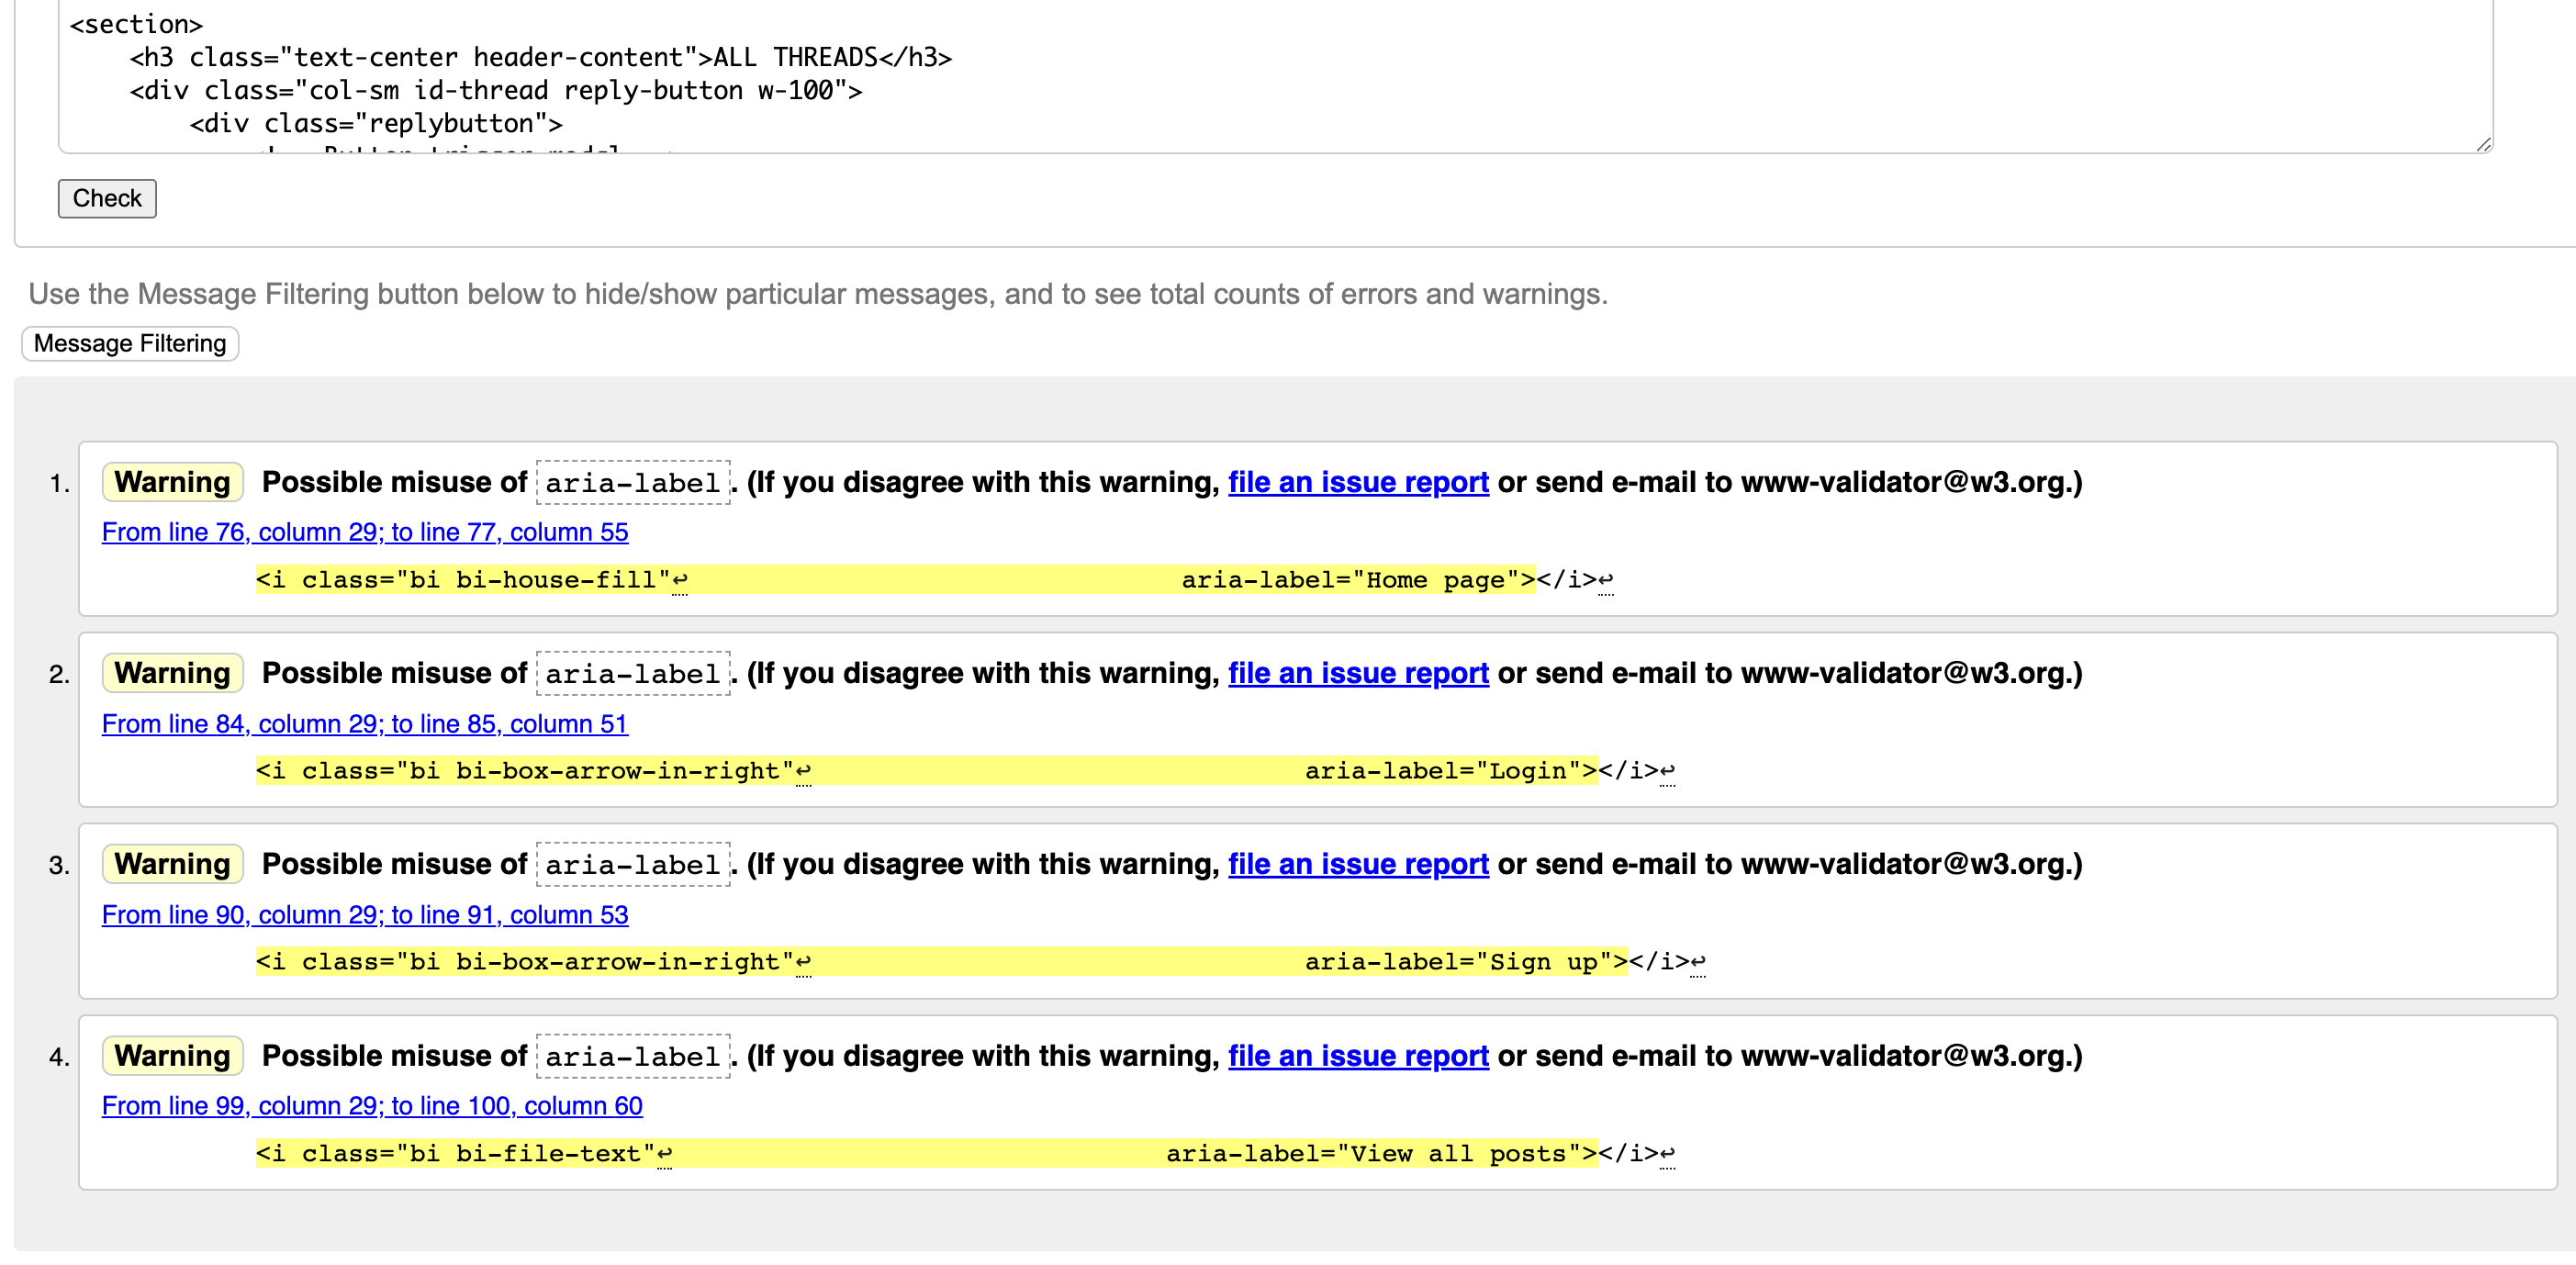 <section>
<h3 class="text-center header-content">ALL THREADS</h3>
<div class="col-sm id-thread reply-button w-100">
<div class="replybutton">
Check
Use the Message Filtering button below to hide/show particular messages, and to see total counts of errors and warnings.
Message Filtering
1. Warning Possible misuse of aria-label. (If you disagree with this warning, file an issue report or send e-mail to www-validator@w3.org.)
From line 76, column 29; to line 77, column 55
<i class="bi bi-house-fill"↩ aria-label="Home page"></i>↩
2. Warning Possible misuse of aria-label. (If you disagree with this warning, file an issue report or send e-mail to www-validator@w3.org.)
From line 84, column 29; to line 85, column 51
<i class="bi bi-box-arrow-in-right"↩ aria-label="Login"></i>↩
3. Warning Possible misuse of aria-label. (If you disagree with this warning, file an issue report or send e-mail to www-validator@w3.org.)
From line 90, column 29; to line 91, column 53
<i class="bi bi-box-arrow-in-right"↩ aria-label="Sign up"></i>↩
4. Warning Possible misuse of aria-label. (If you disagree with this warning, file an issue report or send e-mail to www-validator@w3.org.)
From line 99, column 29; to line 100, column 60
<i class="bi bi-file-text"↩ aria-label="View all posts"></i>↩